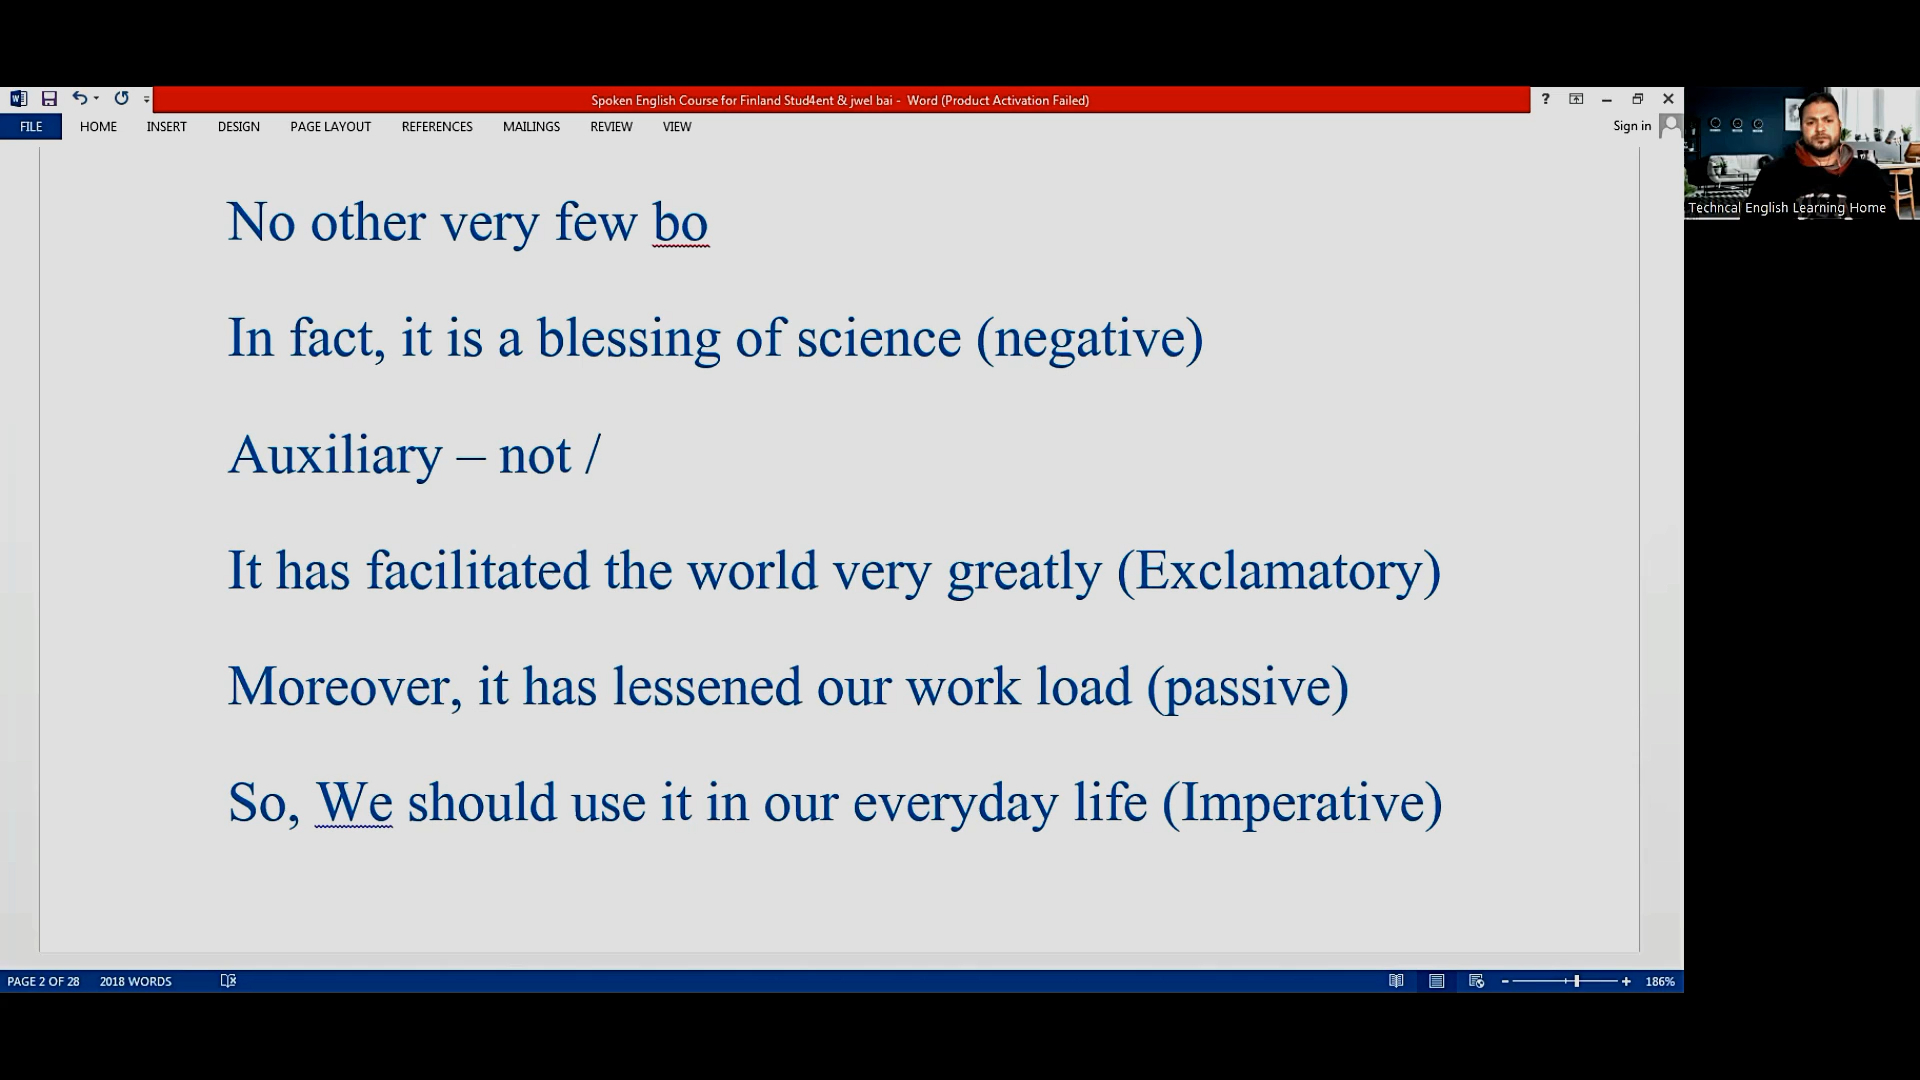 Spoken English Course for Finland Stud4ent & jwel bai - Word (Product Activation Failed)
?
FILE HOME INSERT DESIGN PAGE LAYOUT REFERENCES MAILINGS REVIEW VIEW
Sign in
Techncal English Learning Home
No other very few bo
In fact, it is a blessing of science (negative)
Auxiliary – not /
It has facilitated the world very greatly (Exclamatory)
Moreover, it has lessened our work load (passive)
So, We should use it in our everyday life (Imperative)
PAGE 2 OF 28 2018 WORDS
186%